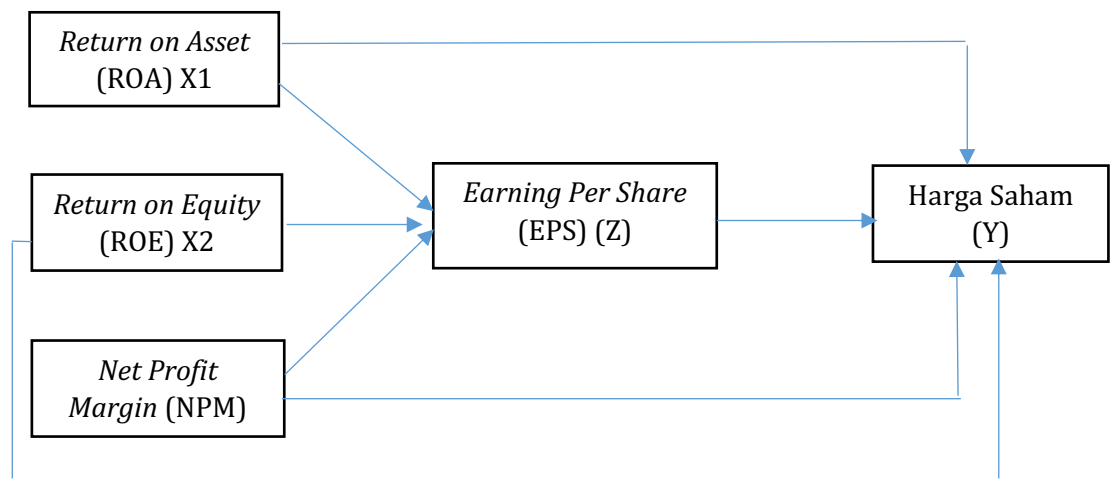 Return on Asset
(ROA) X1
Return on Equity
(ROE) X2
Net Profit
Margin (NPM)
Earning Per Share
(EPS) (Z)
Harga Saham
(Y)